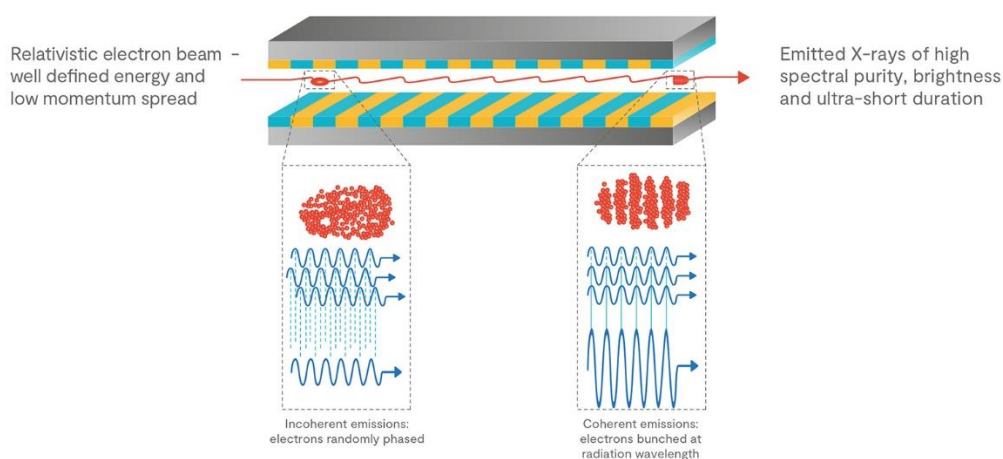 Relativistic electron beam –
well defined energy and
low momentum spread
Emitted X-rays of high
spectral purity, brightness
and ultra-short duration
Incoherent emissions:
electrons randomly phased
Coherent emissions:
electrons bunched at
radiation wavelength